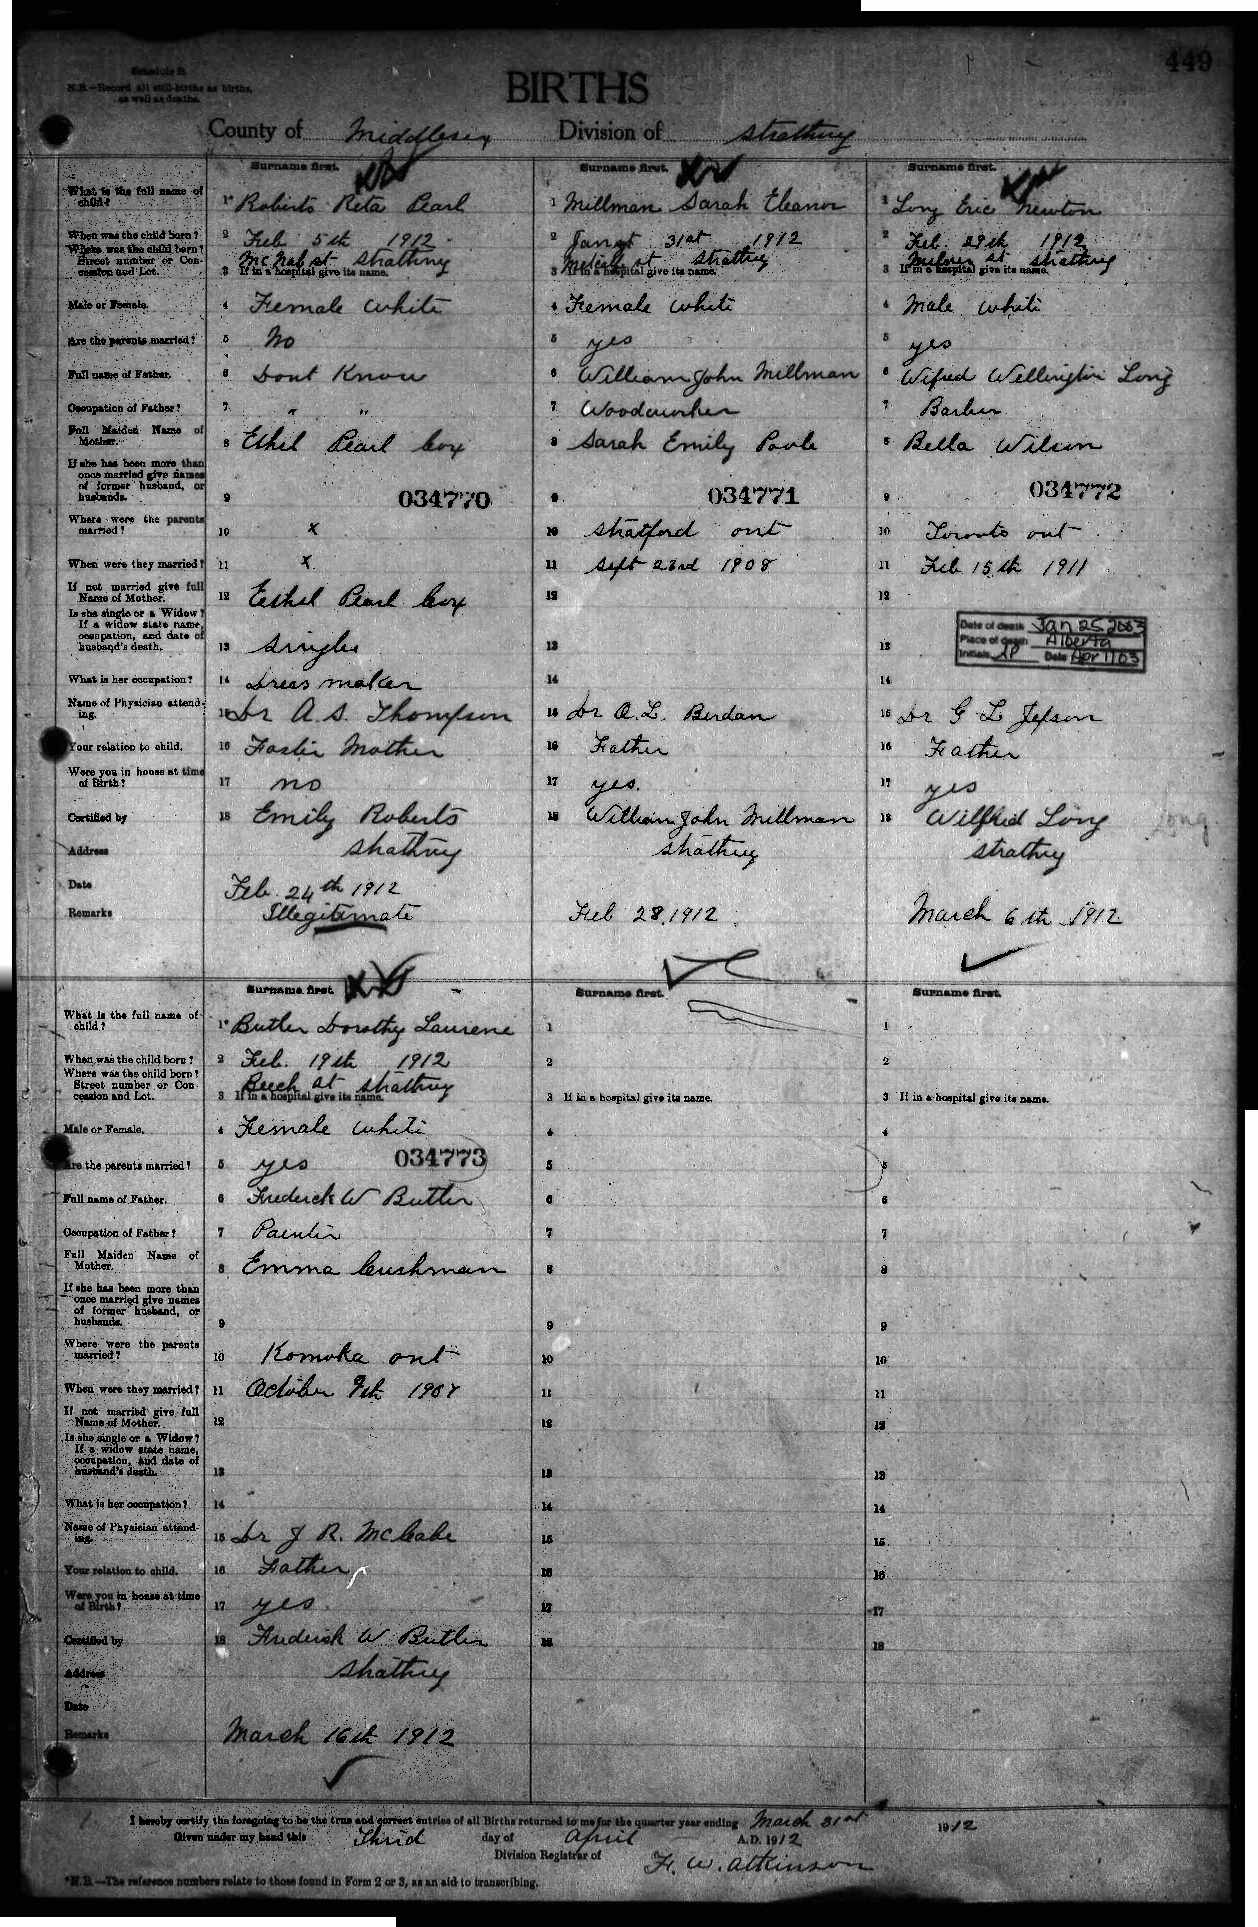 449
Schedule B.
N.B.—Record all still-births as births,
as well as deaths.
BIRTHS
County of Middlesex Division of Strathroy
Surname first.
What is the full name of child? 1* Roberts Reta Pearl
When was the child born? 2 Feb 5th 1912
Where was the child born? Street number or Concession and Lot. McNab st Strathroy
3 If in a hospital give its name.
Male or Female. 4 Female White
Are the parents married? 5 No
Full name of Father. 6 Dont Know
Occupation of Father? 7 " "
Full Maiden Name of Mother. 8 Ethel Pearl Cox
If she has been more than once married give names of former husband, or husbands. 9 034770
Where were the parents married? 10 x
When were they married? 11 x
If not married give full Name of Mother. 12 Eethel Pearl Cox
Is she single or a Widow? If a widow state name, occupation, and date of husband's death. 13 Single
What is her occupation? 14 Dress maker
Name of Physician attending. 15 Dr A. S. Thompson
Your relation to child. 16 Foster Mother
Were you in house at time of Birth? 17 no
Certified by 18 Emily Roberts
Address Strathroy
Date Feb. 24th 1912
Remarks Illegitimate
Surname first.
1 Millman Sarah Eleanor
2 Jan 31st 1912
Metcalfe st Strathroy
3 If in a hospital give its name.
4 Female White
5 yes
6 William John Millman
7 Woodworker
8 Sarah Emily Poole
9 034771
10 Stratford ont
11 Sept 23rd 1908
12
13
14
15 Dr O. L. Berdan
16 Father
17 yes.
18 William John Millman
Strathroy
Feb 28, 1912
Surname first.
1 Long Eric Newton
2 Feb. 29th 1912
st Strathroy
3 If in a hospital give its name.
4 Male White
5 yes
6 Wifred Wellington Long
7 Barber
8 Bella Wilson
9 034772
10 Toronto ont
11 Feb 15th 1911
12
Date of death Jan 25 2003
Place of death Alberta
Initials Date Apr 11 03
13
14
15 Dr G L Jepson
16 Father
17 yes
18 Wilfrid Long
Strathroy
Long
March 6th 1912
Surname first.
What is the full name of child? 1* Butler Dorothy Laurene
When was the child born? 2 Feb. 19th 1912
Where was the child born? Street number or Concession and Lot. Beech st Strathroy
3 If in a hospital give its name.
Male or Female. 4 Female White
Are the parents married? 5 yes 034773
Full name of Father. 6 Frederick W Butler
Occupation of Father? 7 Painter
Full Maiden Name of Mother. 8 Emma Cushman
If she has been more than once married give names of former husband, or husbands. 9
Where were the parents married? 10 Komoka ont
When were they married? 11 October 9th
If not married give full Name of Mother. 12
Is she single or a Widow? If a widow state name, occupation, and date of husband's death. 13
What is her occupation? 14
Name of Physician attending. 15 Dr J R. McCabe
Your relation to child. 16 Father
Were you in house at time of Birth? 17 yes
Certified by 18 Frederick W Butler
Address Strathroy
Date
Remarks March 16th 1912
Surname first.
1
2
3 If in a hospital give its name.
4
5
6
7
8
9
10
11
12
13
14
15
16
17
18
Surname first.
1
2
3 If in a hospital give its name.
4
5
6
7
8
9
10
11
12
13
14
15
16
17
18
I hereby certify the foregoing to be the true and correct entries of all Births returned to me for the quarter year ending March 31st 1912
Given under my hand this Thrid day of April A.D. 1912
Division Registrar of F. W. Atkinson
*N.B.—The reference numbers relate to those found in Form 2 or 3, as an aid to transcribing.